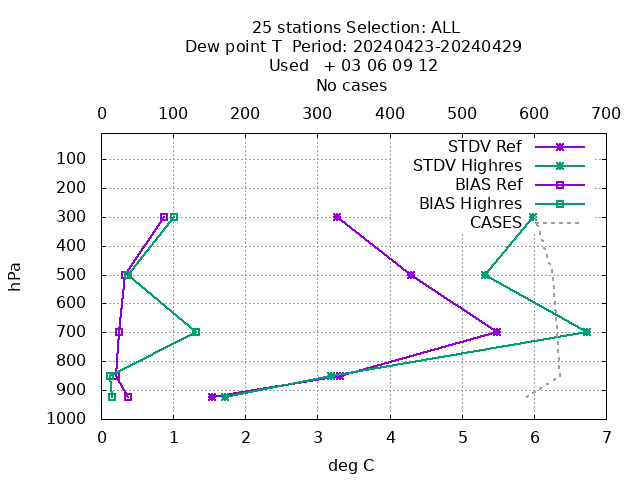 25 stations Selection: ALL
Dew point T  Period: 20240423-20240429
Used   + 03 06 09 12
No cases
0 100 200 300 400 500 600 700
STDV Ref
STDV Highres
BIAS Ref
BIAS Highres
CASES
100
200
300
400
500
600
700
800
900
1000
hPa
0 1 2 3 4 5 6 7
deg C